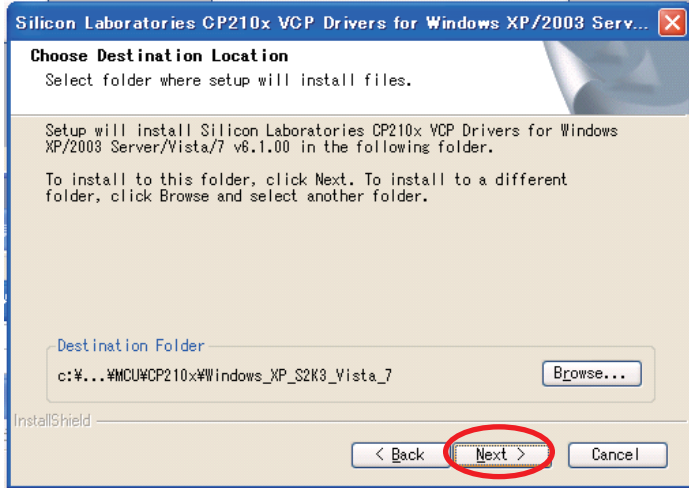 Silicon Laboratories CP210x VCP Drivers for Windows XP/2003 Serv...
Choose Destination Location
Select folder where setup will install files.
Setup will install Silicon Laboratories CP210x VCP Drivers for Windows
XP/2003 Server/Vista/7 v6.1.00 in the following folder.
To install to this folder, click Next. To install to a different
folder, click Browse and select another folder.
Destination Folder
c:¥...¥MCU¥CP210x¥Windows_XP_S2K3_Vista_7
Browse...
InstallShield
< Back
Next >
Cancel